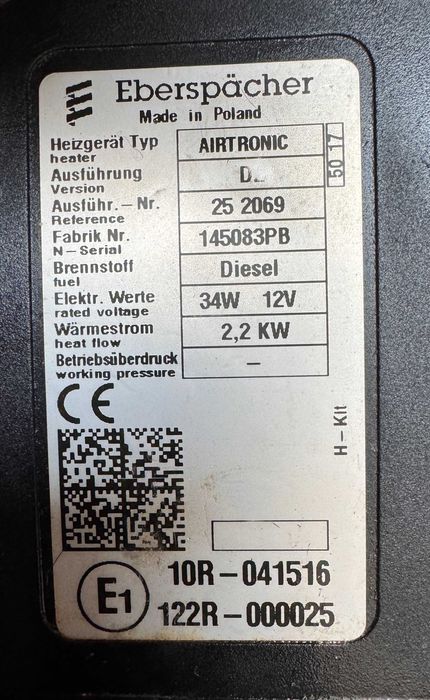 Eberspächer
Made in Poland
Heizgerät Typ AIRTRONIC
heater
Ausführung
Version
Ausführ.-Nr. 25 2069
Reference
Fabrik Nr. 145083PB
N-Serial
Brennstoff Diesel
fuel
Elektr. Werte 34W 12V
rated voltage
Wärmestrom 2,2 KW
heat flow
Betriebsüberdruck –
working pressure
50 17
H-Kit
CE
E1
10R-041516
122R-000025